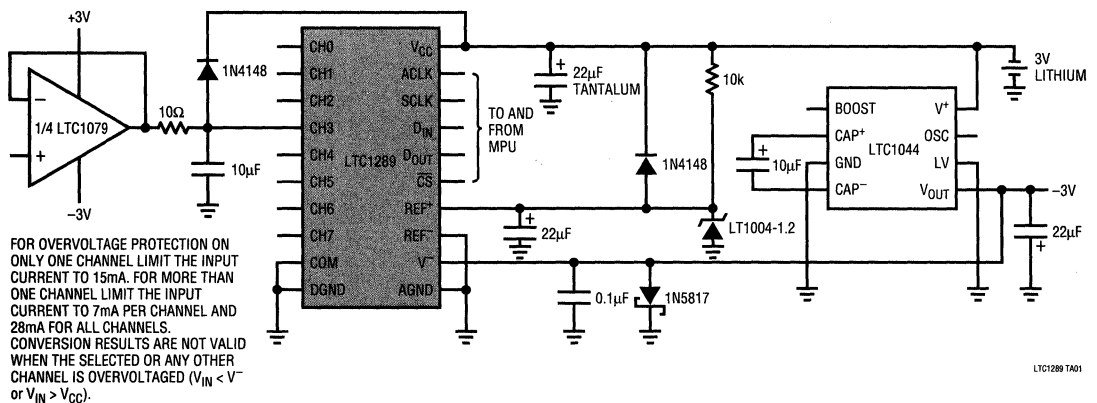 +3V
1/4 LTC1079
−
+
−3V
10Ω
1N4148
10µF
CH0
CH1
CH2
CH3
CH4
CH5
CH6
CH7
COM
DGND
LTC1289
VCC
ACLK
SCLK
DIN
DOUT
CS
REF+
REF−
V−
AGND
+
22µF
TANTALUM
TO AND
FROM
MPU
+
22µF
1N4148
10k
LT1004-1.2
0.1µF
1N5817
BOOST
CAP+
GND
CAP−
LTC1044
V+
OSC
LV
VOUT
+
10µF
3V
LITHIUM
−3V
22µF
+
FOR OVERVOLTAGE PROTECTION ON
ONLY ONE CHANNEL LIMIT THE INPUT
CURRENT TO 15mA. FOR MORE THAN
ONE CHANNEL LIMIT THE INPUT
CURRENT TO 7mA PER CHANNEL AND
28mA FOR ALL CHANNELS.
CONVERSION RESULTS ARE NOT VALID
WHEN THE SELECTED OR ANY OTHER
CHANNEL IS OVERVOLTAGED (VIN < V−
or VIN > VCC).
LTC1289 TA01